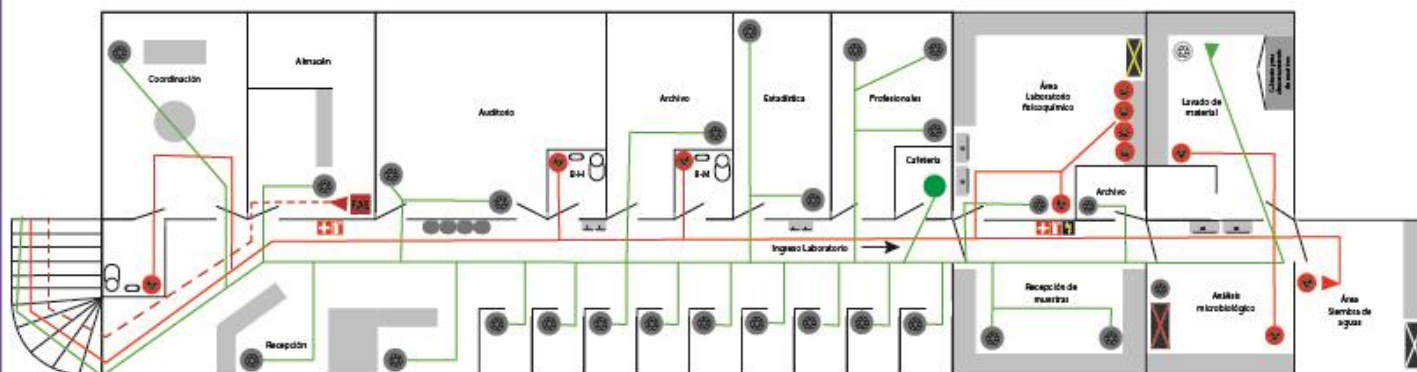 Coordinación
Almacén
Auditorio
B-H
Archivo
B-M
Estadística
Profesionales
Cafetería
Área
Laboratorio
fisicoquímico
Archivo
Lavado de
material
Ingreso Laboratorio
Recepción
Recepción de
muestras
Análisis
microbiológico
Área
Siembra de
aguas